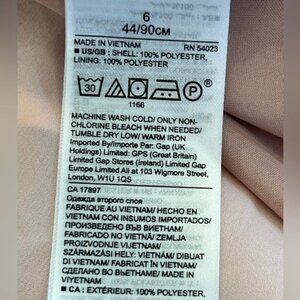 6
44/90CM
MADE IN VIETNAM RN 54023
■ US/GB: SHELL: 100% POLYESTER,
LINING: 100% POLYESTER.
30 P
1166
MACHINE WASH COLD/ ONLY NON-
CHLORINE BLEACH WHEN NEEDED/
TUMBLE DRY LOW/ WARM IRON
Imported By/Importe Par: Gap (UK
Holdings) Limited: GPS (Great Britain)
Limited Gap Stores (Ireland) Limited Gap
Europe Limited All at 103 Wigmore Street,
London, W1U 1QS
CA 17897
Одежда второго слоя
FABRIQUÉ AU VIETNAM/ HECHO EN
VIETNAM CON INSUMOS IMPORTADOS/
ПРОИЗВЕДЕНО ВЪВ ВИЕТНАМ/
FABRICADO NO VIETNÃ/ ZEMLJA
PROIZVODNJE VIJETNAM/
SZÁRMAZÁSI HELY: VIETNÁM/ DIBUAT
DI VIETNAM/ FABRICAT ÎN VIETNAM/
СДЕЛАНО ВО ВЬЕТНАМЕ/ MADE IN
VIYETNAM
■ CA: EXTÉRIEUR: 100% POLYESTER,